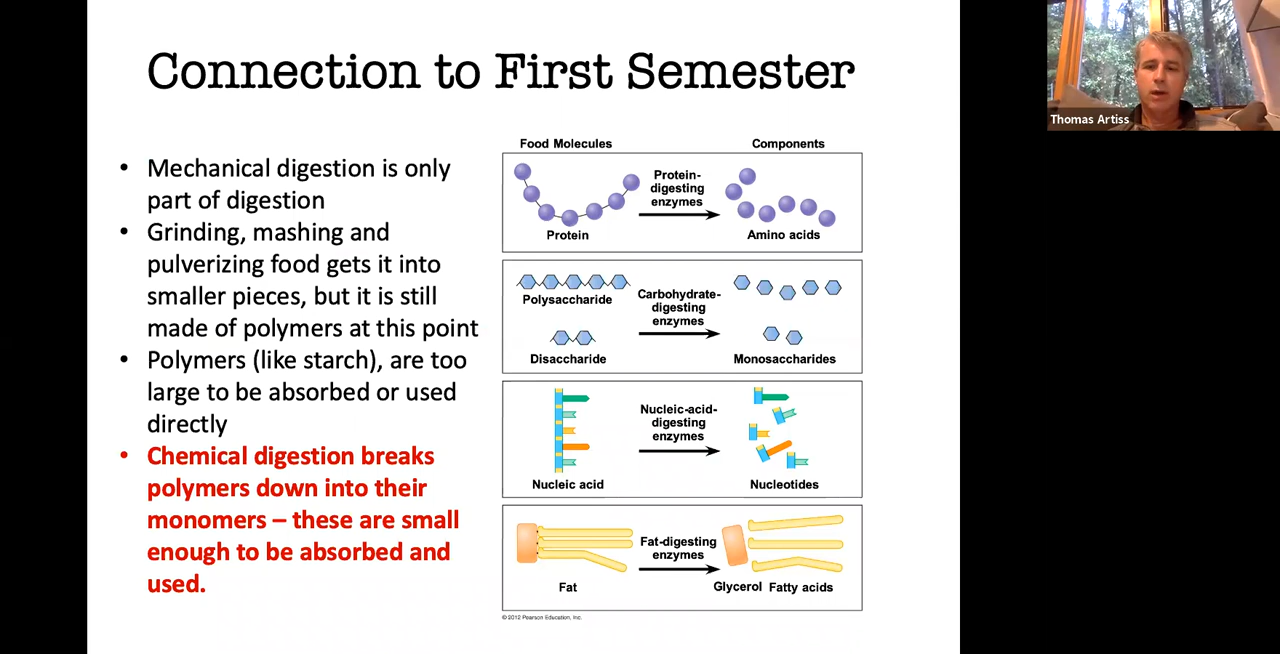 Connection to First Semester
• Mechanical digestion is only
part of digestion
• Grinding, mashing and
pulverizing food gets it into
smaller pieces, but it is still
made of polymers at this point
• Polymers (like starch), are too
large to be absorbed or used
directly
• Chemical digestion breaks
polymers down into their
monomers – these are small
enough to be absorbed and
used.
Food Molecules
Components
Protein-
digesting
enzymes
Protein
Amino acids
Polysaccharide
Carbohydrate-
digesting
enzymes
Disaccharide
Monosaccharides
Nucleic-acid-
digesting
enzymes
Nucleic acid
Nucleotides
Fat-digesting
enzymes
Fat
Glycerol Fatty acids
© 2012 Pearson Education, Inc.
Thomas Artiss